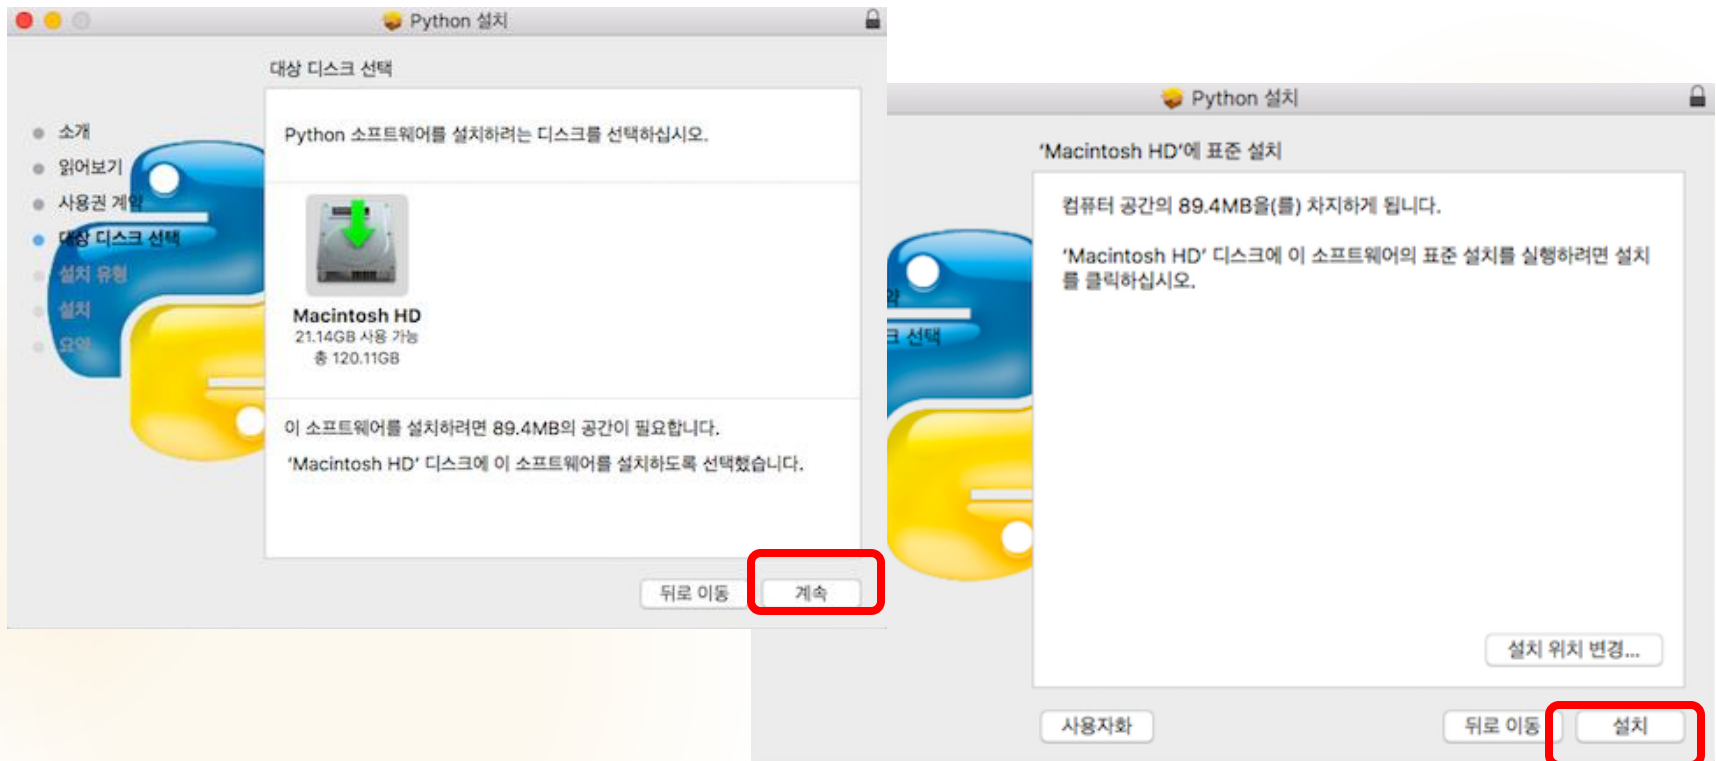 Python 설치
대상 디스크 선택
소개
읽어보기
사용권 계약
대상 디스크 선택
설치 유형
설치
요약
Python 소프트웨어를 설치하려는 디스크를 선택하십시오.
Macintosh HD
21.14GB 사용 가능
총 120.11GB
이 소프트웨어를 설치하려면 89.4MB의 공간이 필요합니다.
'Macintosh HD' 디스크에 이 소프트웨어를 설치하도록 선택했습니다.
뒤로 이동
계속
Python 설치
'Macintosh HD'에 표준 설치
약
크 선택
컴퓨터 공간의 89.4MB을(를) 차지하게 됩니다.
'Macintosh HD' 디스크에 이 소프트웨어의 표준 설치를 실행하려면 설치
를 클릭하십시오.
설치 위치 변경...
사용자화
뒤로 이동
설치